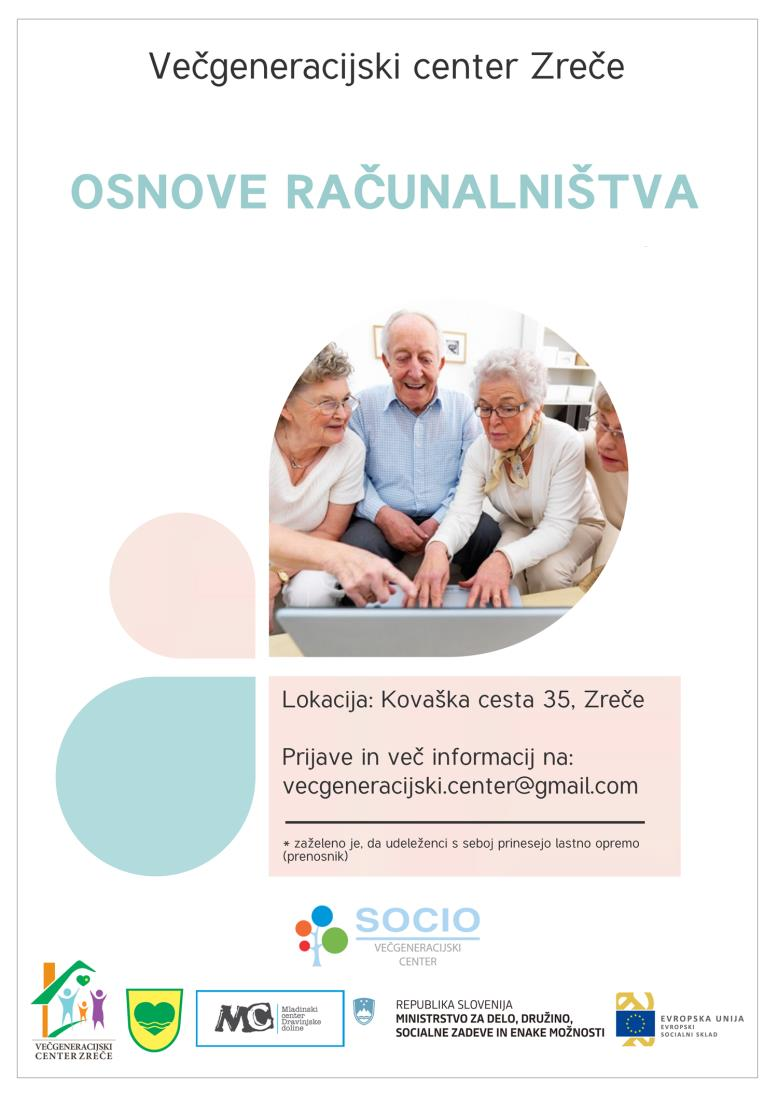 Večgeneracijski center Zreče
OSNOVE RAČUNALNIŠTVA
Lokacija: Kovaška cesta 35, Zreče
Prijave in več informacij na:
vecgeneracijski.center@gmail.com
* zaželeno je, da udeleženci s seboj prinesejo lastno opremo
(prenosnik)
SOCIO
VEČGENERACIJSKI
CENTER
VEČGENERACIJSKI
CENTER ZREČE
MC
Mladinski
center
Dravinjske
doline
REPUBLIKA SLOVENIJA
MINISTRSTVO ZA DELO, DRUŽINO,
SOCIALNE ZADEVE IN ENAKE MOŽNOSTI
EVROPSKA UNIJA
EVROPSKI
SOCIALNI SKLAD